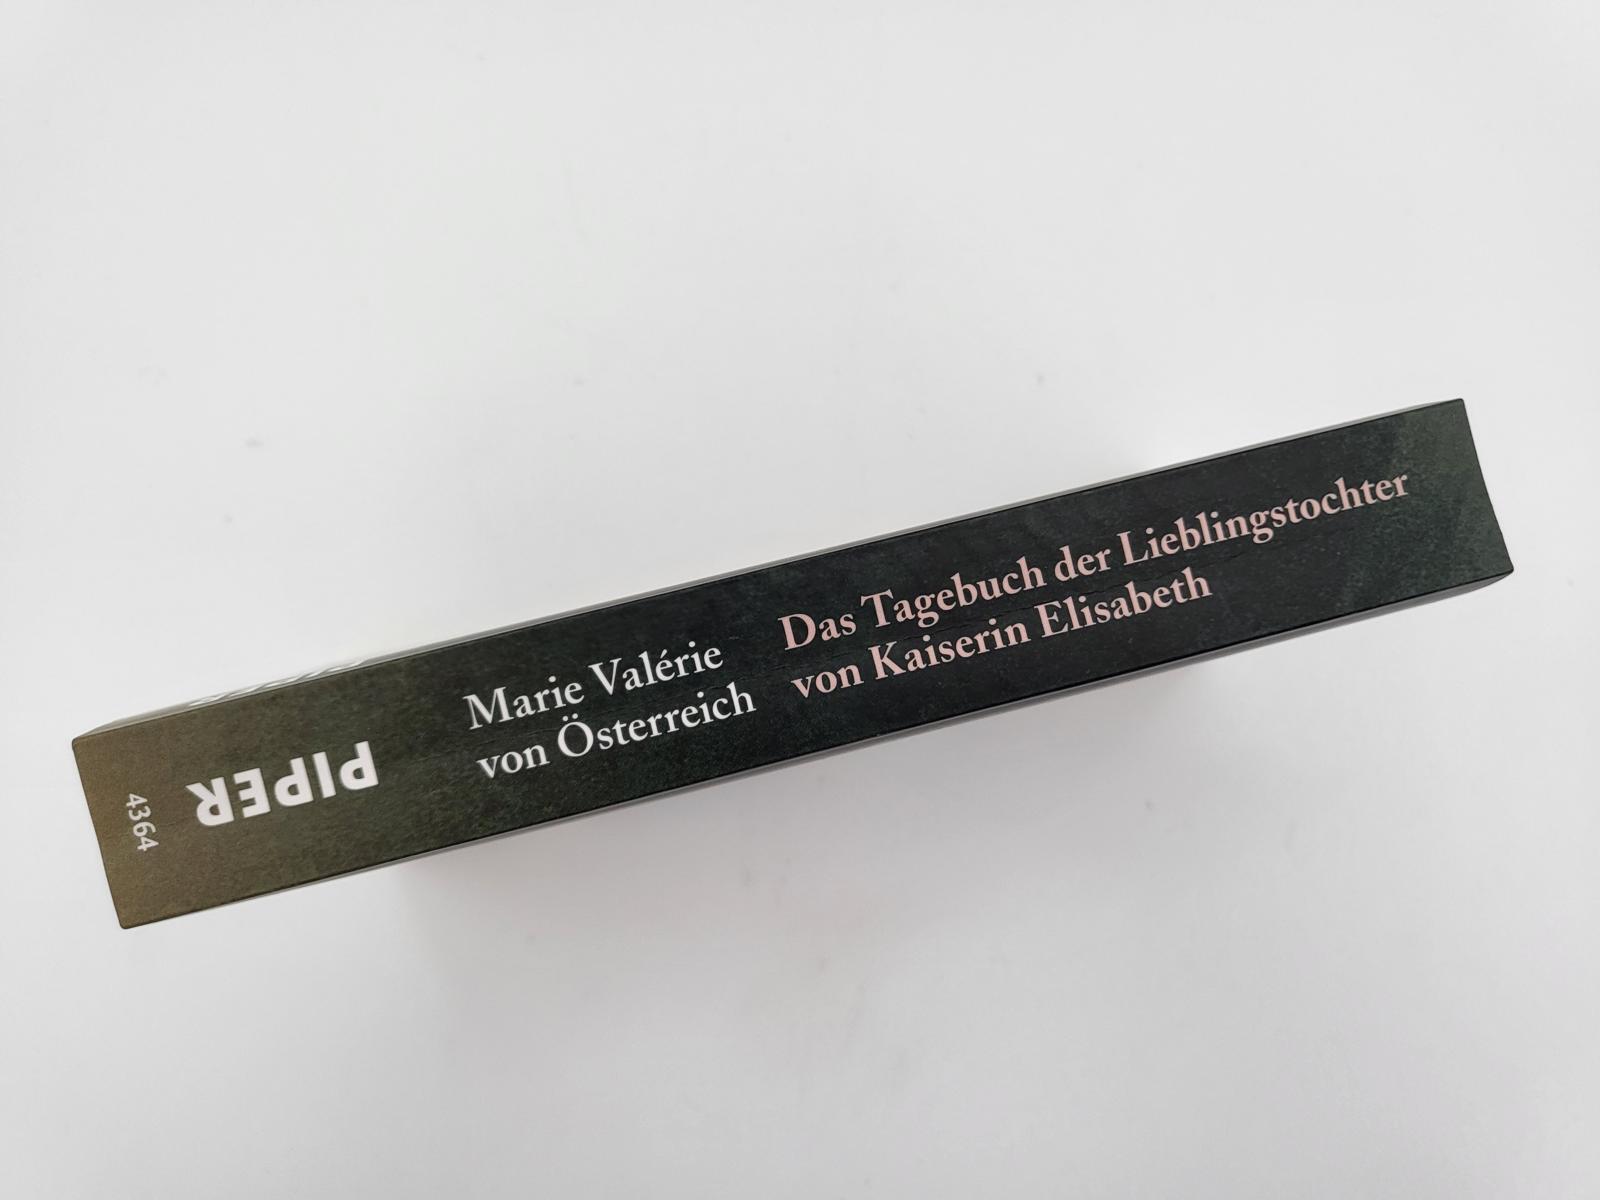 Marie Valérie
von Österreich
Das Tagebuch der Lieblingstochter
von Kaiserin Elisabeth
PIPER
4364